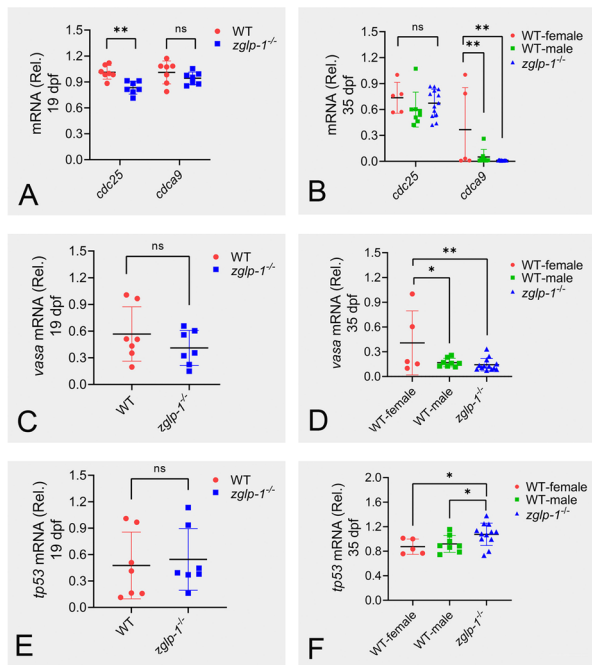 WT
zglp-1-/-
**
ns
mRNA (Rel.)
19 dpf
1.5
1.2
0.9
0.6
0.3
0.0
cdc25
cdca9
A
WT-female
WT-male
zglp-1-/-
ns
**
**
mRNA (Rel.)
35 dpf
1.5
1.2
0.9
0.6
0.3
0.0
cdc25
cdca9
B
WT
zglp-1-/-
ns
vasa mRNA (Rel.)
19 dpf
1.5
1.2
0.9
0.6
0.3
0.0
WT
zglp-1-/-
C
WT-female
WT-male
zglp-1-/-
**
*
vasa mRNA (Rel.)
35 dpf
1.5
1.2
0.9
0.6
0.3
0.0
WT-female
WT-male
zglp-1-/-
D
WT
zglp-1-/-
ns
tp53 mRNA (Rel.)
19 dpf
1.5
1.2
0.9
0.6
0.3
0.0
WT
zglp-1-/-
E
WT-female
WT-male
zglp-1-/-
*
*
tp53 mRNA (Rel.)
35 dpf
2.0
1.6
1.2
0.8
0.4
0.0
WT-female
WT-male
zglp-1-/-
F